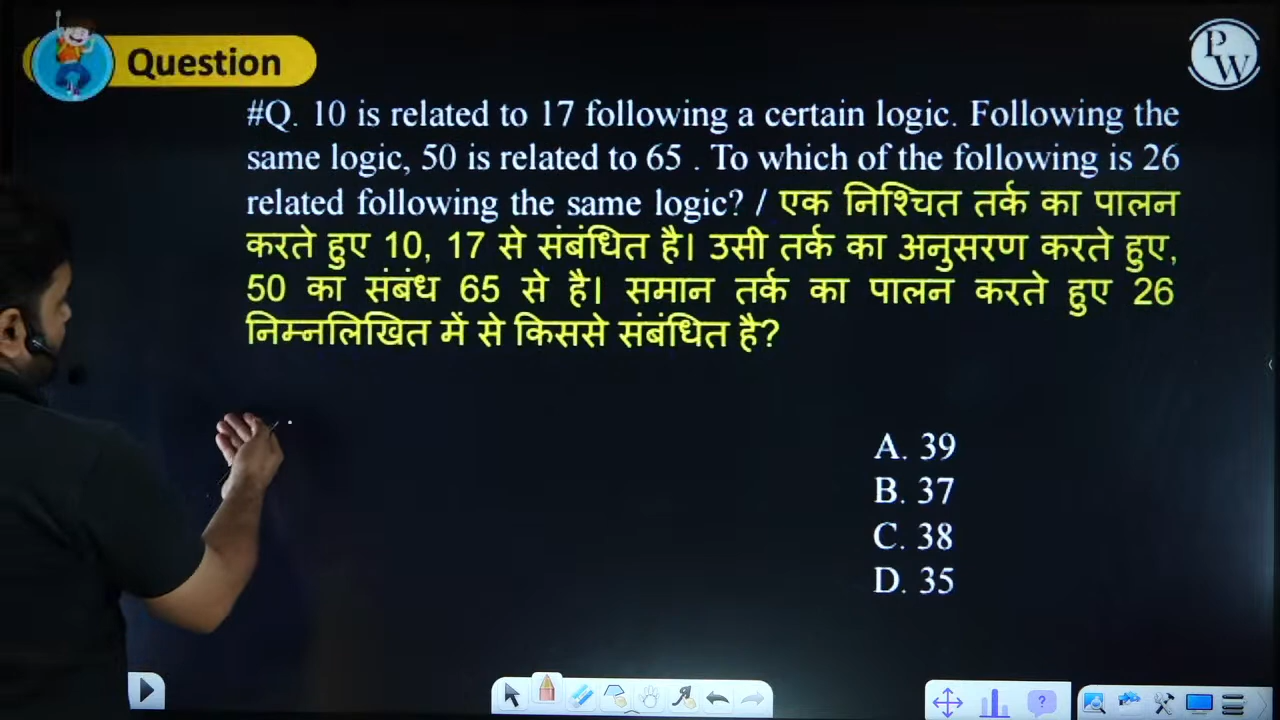 Question
PW
#Q. 10 is related to 17 following a certain logic. Following the
same logic, 50 is related to 65 . To which of the following is 26
related following the same logic? / एक निश्चित तर्क का पालन
करते हुए 10, 17 से संबंधित है। उसी तर्क का अनुसरण करते हुए,
50 का संबंध 65 से है। समान तर्क का पालन करते हुए 26
निम्नलिखित में से किससे संबंधित है?
A. 39
B. 37
C. 38
D. 35